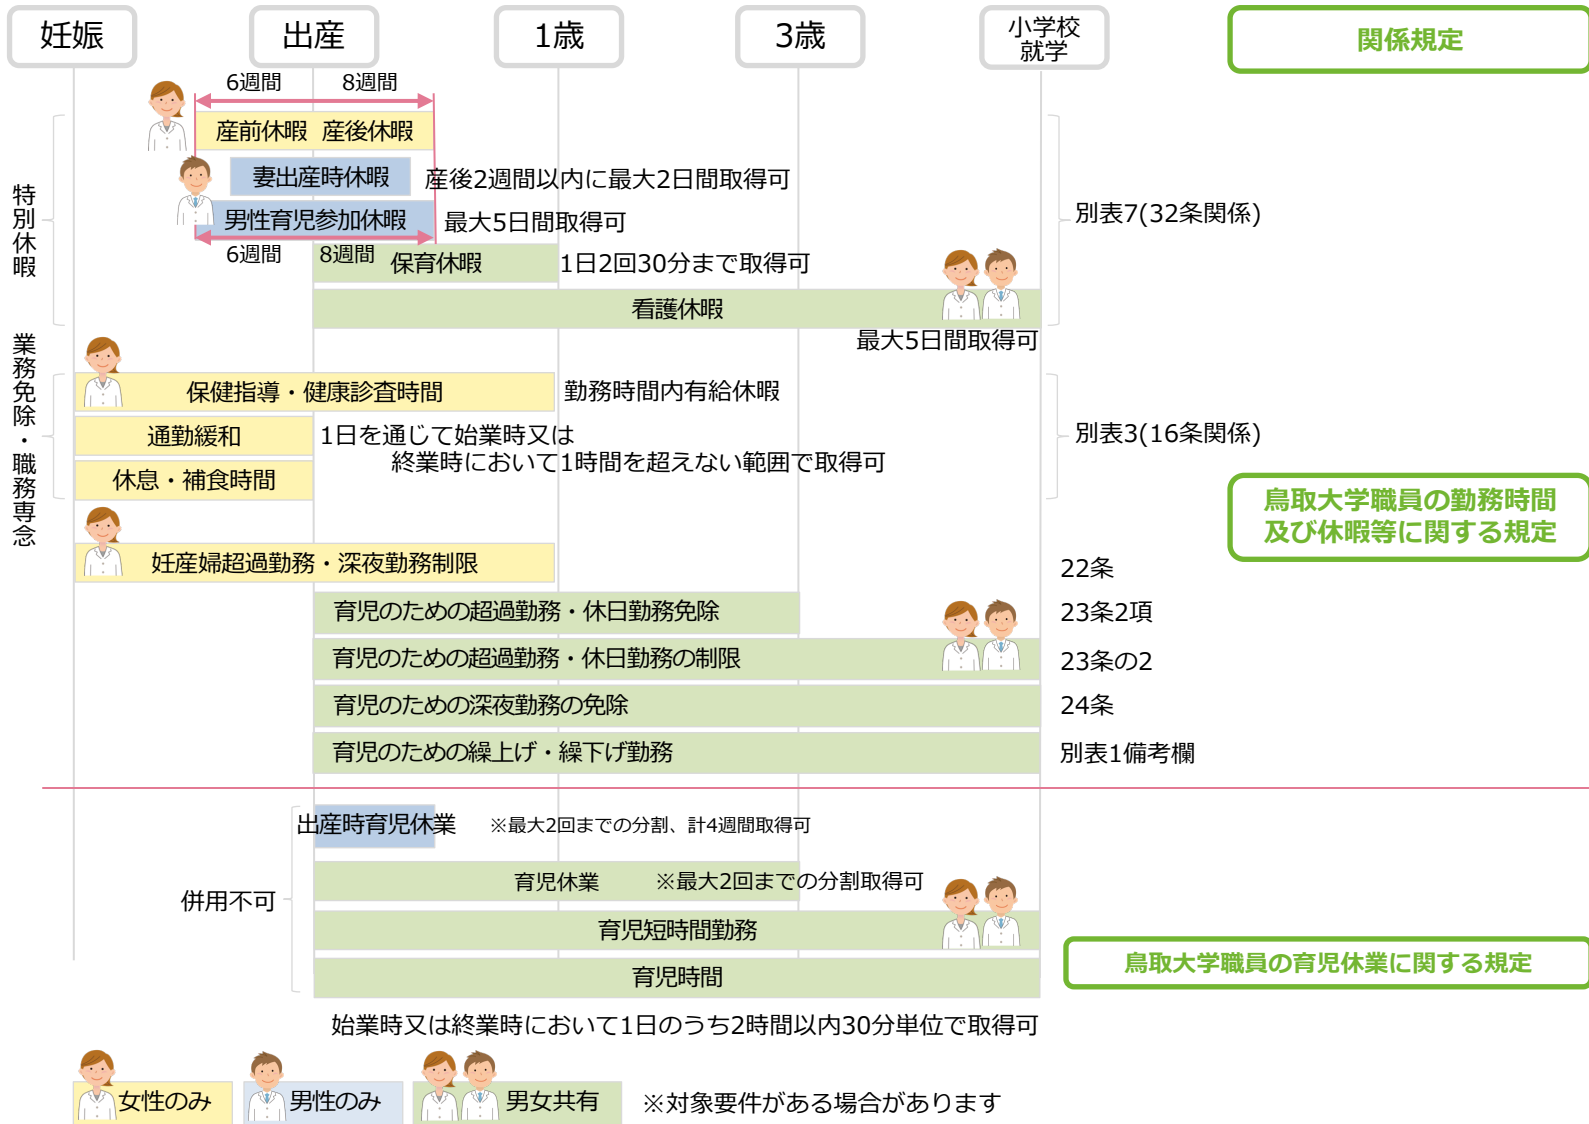 妊娠
出産
1歳
3歳
小学校
就学
関係規定
6週間
8週間
産前休暇
産後休暇
妻出産時休暇
産後2週間以内に最大2日間取得可
男性育児参加休暇
最大5日間取得可
6週間
8週間
保育休暇
1日2回30分まで取得可
看護休暇
最大5日間取得可
特別休暇
別表7(32条関係)
業務免除・職務専念
保健指導・健康診査時間
勤務時間内有給休暇
通勤緩和
1日を通じて始業時又は
終業時において1時間を超えない範囲で取得可
休息・補食時間
別表3(16条関係)
鳥取大学職員の勤務時間
及び休暇等に関する規定
妊産婦超過勤務・深夜勤務制限
22条
育児のための超過勤務・休日勤務免除
23条2項
育児のための超過勤務・休日勤務の制限
23条の2
育児のための深夜勤務の免除
24条
育児のための繰上げ・繰下げ勤務
別表1備考欄
出産時育児休業
※最大2回までの分割、計4週間取得可
育児休業
※最大2回までの分割取得可
併用不可
育児短時間勤務
育児時間
鳥取大学職員の育児休業に関する規定
始業時又は終業時において1日のうち2時間以内30分単位で取得可
女性のみ
男性のみ
男女共有
※対象要件がある場合があります